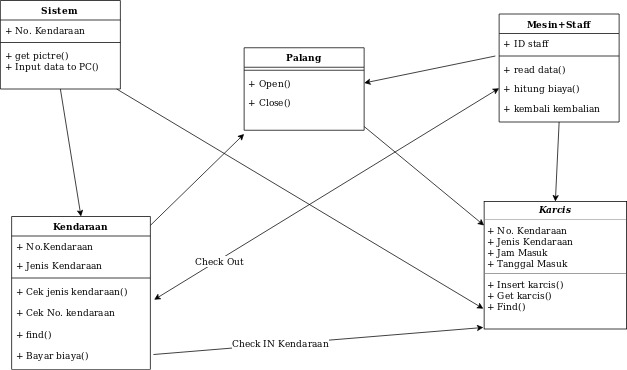 Sistem
+ No. Kendaraan
+ get pictre()
+ Input data to PC()
Palang
+ Open()
+ Close()
Mesin+Staff
+ ID staff
+ read data()
+ hitung biaya()
+ kembali kembalian
Kendaraan
+ No.Kendaraan
+ Jenis Kendaraan
+ Cek jenis kendaraan()
+ Cek No. kendaraan
+ find()
+ Bayar biaya()
Karcis
+ No. Kendaraan
+ Jenis Kendaraan
+ Jam Masuk
+ Tanggal Masuk
+ Insert karcis()
+ Get karcis()
+ Find()
Check Out
Check IN Kendaraan